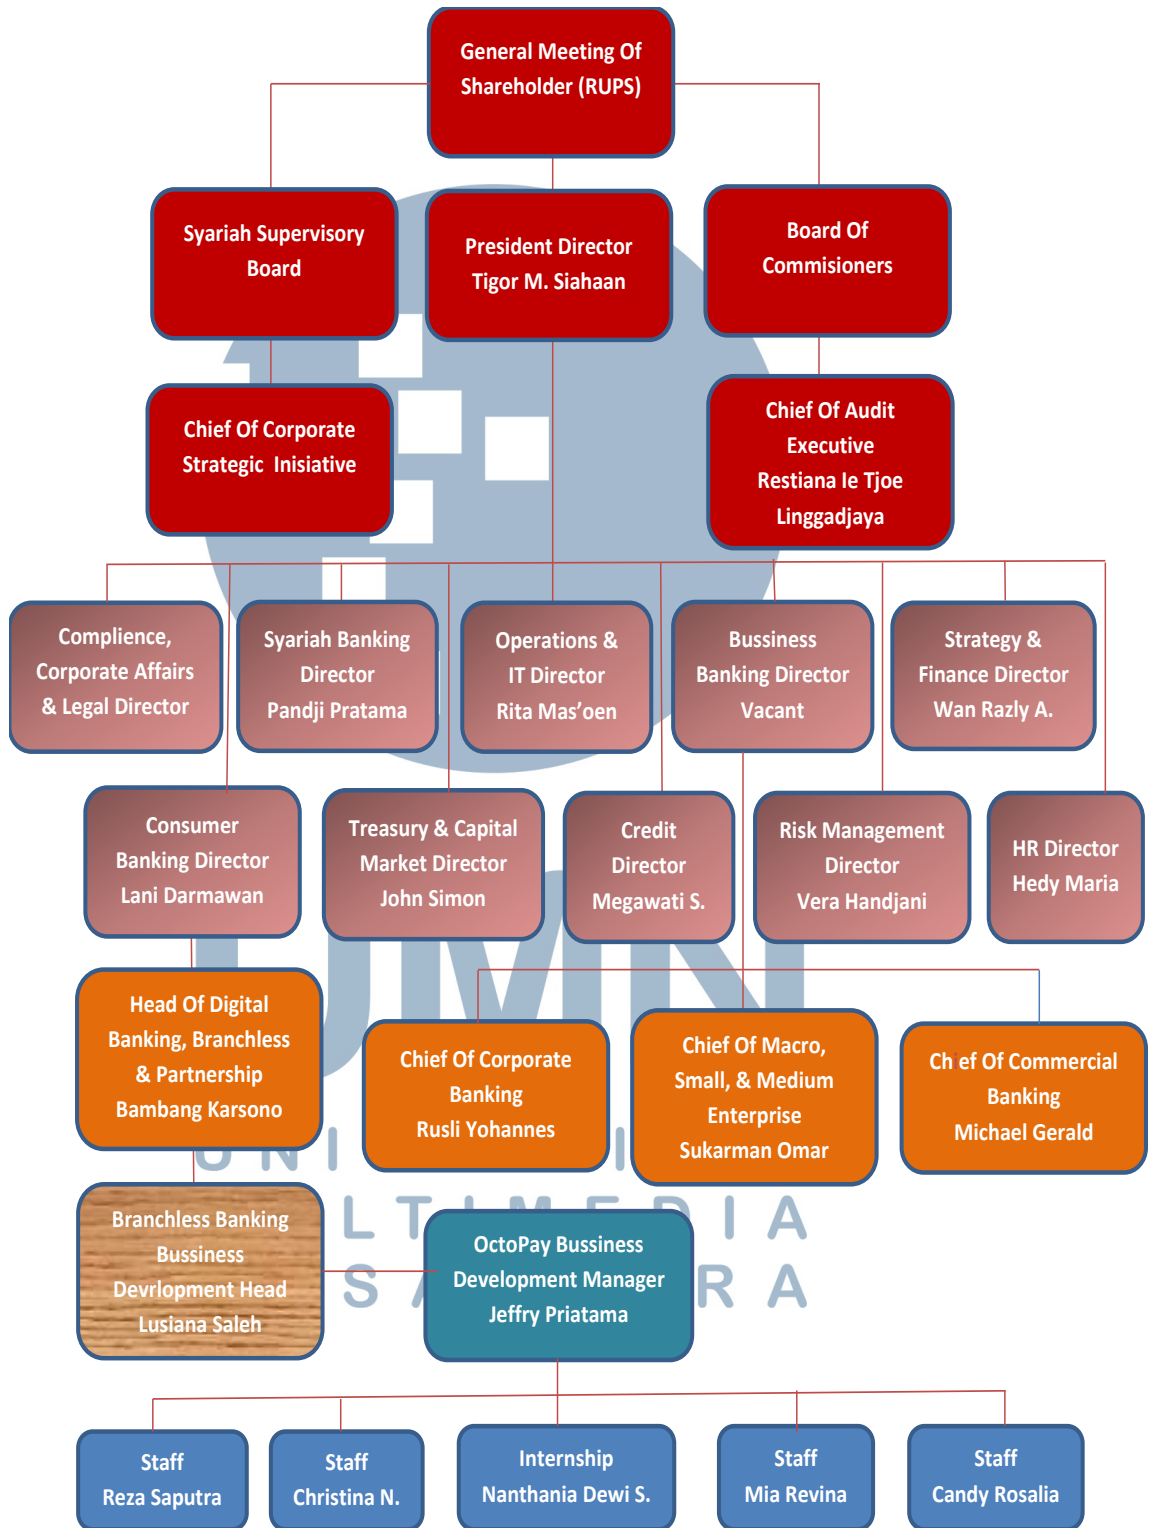 General Meeting Of
Shareholder (RUPS)
Syariah Supervisory
Board
President Director
Tigor M. Siahaan
Board Of
Commisioners
Chief Of Corporate
Strategic Inisiative
Chief Of Audit
Executive
Restiana Ie Tjoe
Linggadjaya
Complience,
Corporate Affairs
& Legal Director
Syariah Banking
Director
Pandji Pratama
Operations &
IT Director
Rita Mas'oen
Bussiness
Banking Director
Vacant
Strategy &
Finance Director
Wan Razly A.
Consumer
Banking Director
Lani Darmawan
Treasury & Capital
Market Director
John Simon
Credit
Director
Megawati S.
Risk Management
Director
Vera Handjani
HR Director
Hedy Maria
UMN
Head Of Digital
Banking, Branchless
& Partnership
Bambang Karsono
Chief Of Corporate
Banking
Rusli Yohannes
Chief Of Macro,
Small, & Medium
Enterprise
Sukarman Omar
Chief Of Commercial
Banking
Michael Gerald
Branchless Banking
Bussiness
Devrlopment Head
Lusiana Saleh
OctoPay Bussiness
Development Manager
Jeffry Priatama
Staff
Reza Saputra
Staff
Christina N.
Internship
Nanthania Dewi S.
Staff
Mia Revina
Staff
Candy Rosalia